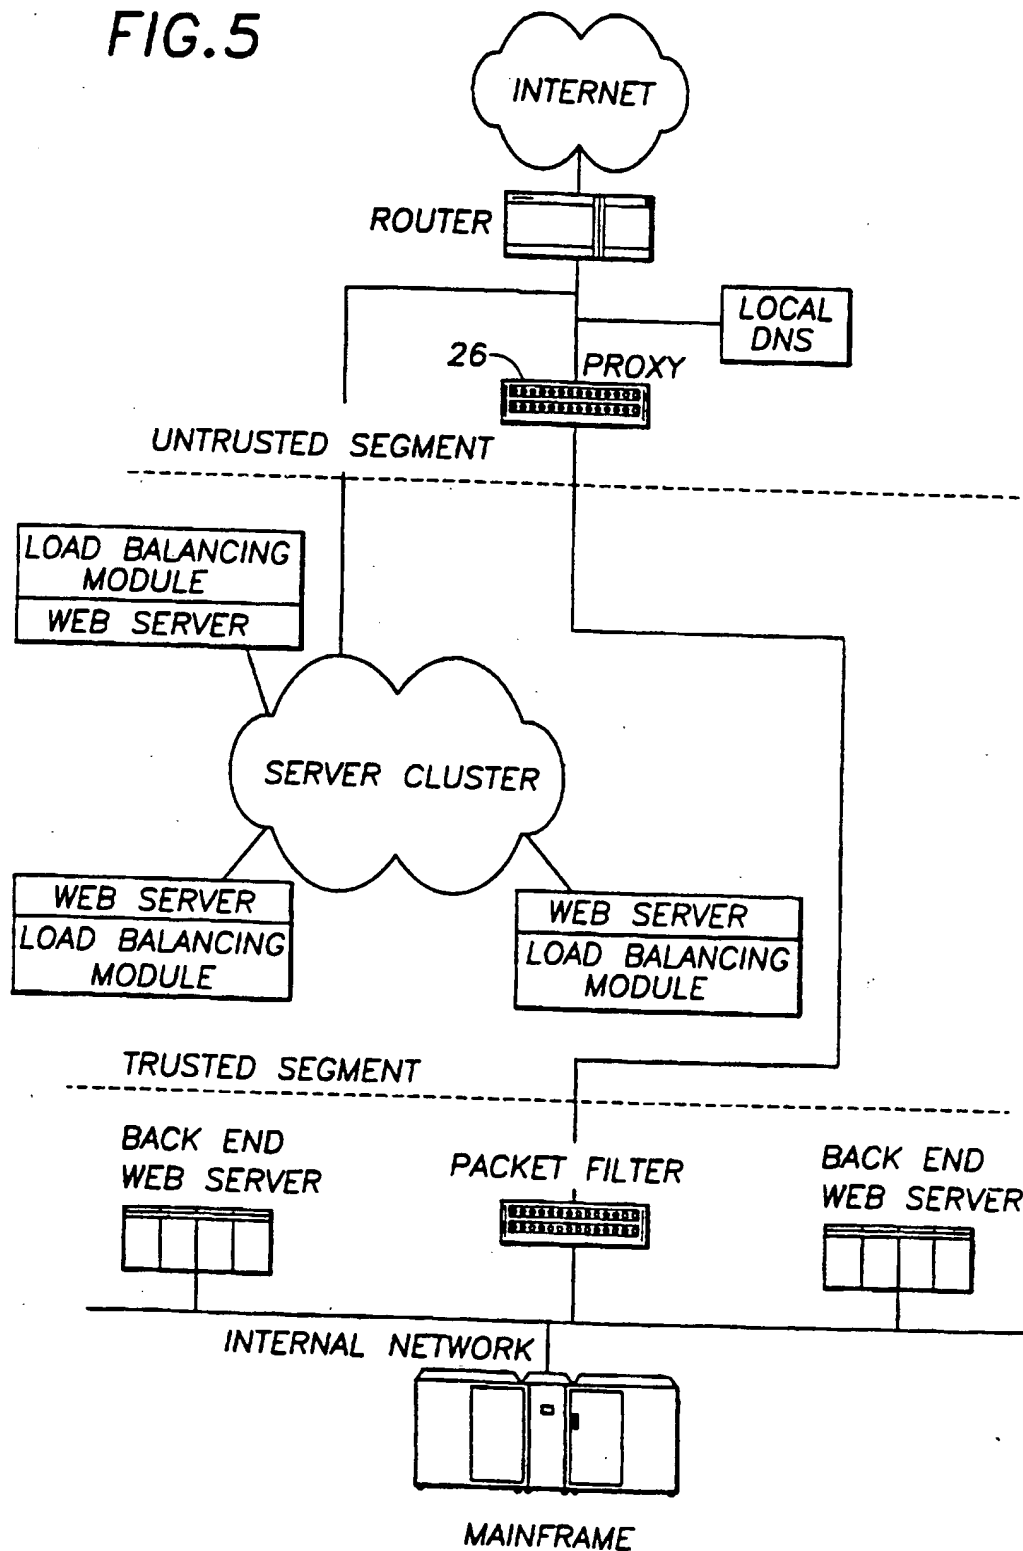 FIG.5
INTERNET
ROUTER
LOCAL
DNS
26
PROXY
UNTRUSTED SEGMENT
LOAD BALANCING
MODULE
WEB SERVER
SERVER CLUSTER
WEB SERVER
LOAD BALANCING
MODULE
WEB SERVER
LOAD BALANCING
MODULE
TRUSTED SEGMENT
BACK END
WEB SERVER
PACKET FILTER
BACK END
WEB SERVER
INTERNAL NETWORK
MAINFRAME